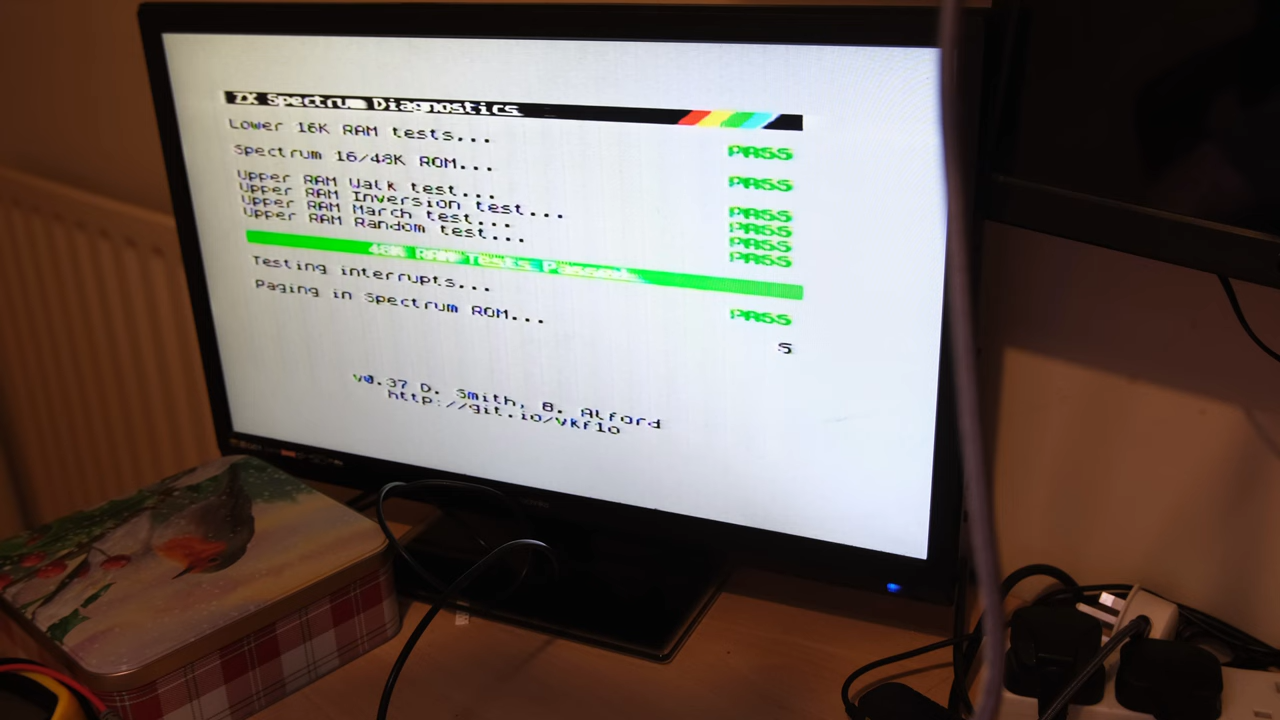 ZX Spectrum Diagnostics
Lower 16K RAM tests... PASS
Spectrum 16/48K ROM... PASS
Upper RAM Walk test... PASS
Upper RAM Inversion test... PASS
Upper RAM March test... PASS
Upper RAM Random test... PASS
48K RAM Tests Passed
Testing interrupts... PASS
Paging in Spectrum ROM...
5
v0.37 D. Smith, B. Alford
http://git.io/vkf1o